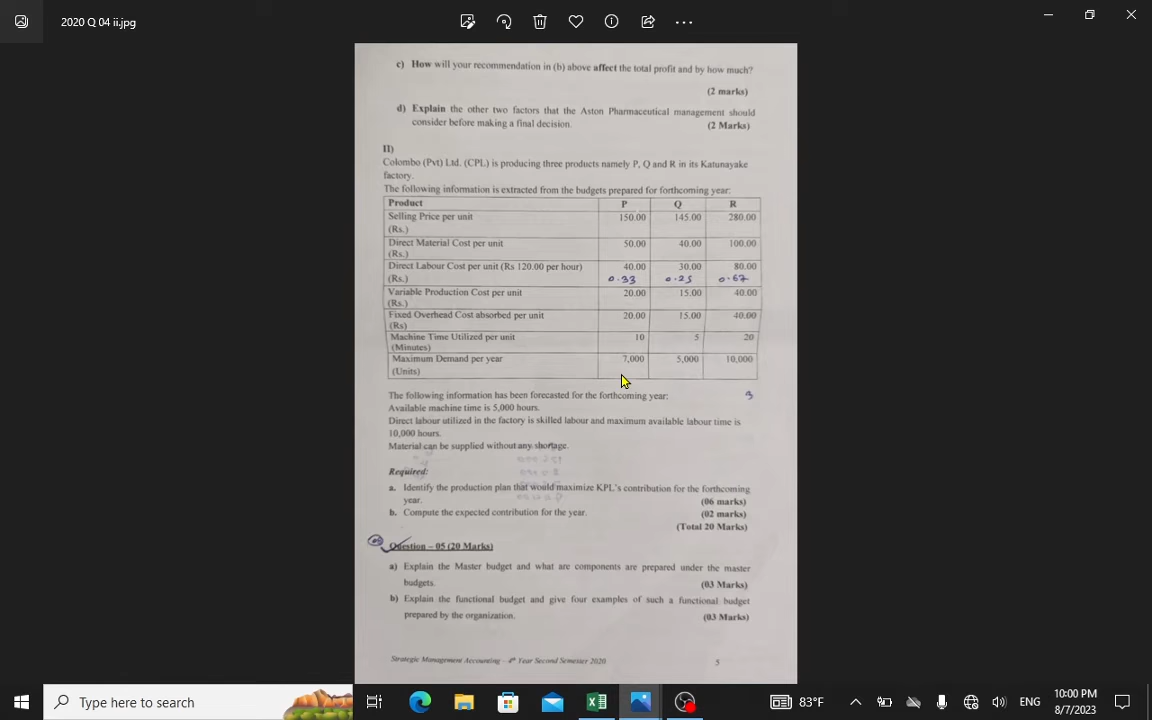 2020 Q 04 ii.jpg
c) How will your recommendation in (b) above affect the total profit and by how much?
(2 marks)
d) Explain the other two factors that the Aston Pharmaceutical management should
consider before making a final decision. (2 Marks)
II)
Colombo (Pvt) Ltd. (CPL) is producing three products namely P, Q and R in its Katunayake
factory.
The following information is extracted from the budgets prepared for forthcoming year:
Product P Q R
Selling Price per unit 150.00 145.00 280.00
(Rs.)
Direct Material Cost per unit 50.00 40.00 100.00
(Rs.)
Direct Labour Cost per unit (Rs 120.00 per hour) 40.00 30.00 80.00
(Rs.) 0.33 0.25 0.67
Variable Production Cost per unit 20.00 15.00 40.00
(Rs.)
Fixed Overhead Cost absorbed per unit 20.00 15.00 40.00
(Rs)
Machine Time Utilized per unit 10 5 20
(Minutes)
Maximum Demand per year 7,000 5,000 10,000
(Units)
The following information has been forecasted for the forthcoming year: 3
Available machine time is 5,000 hours.
Direct labour utilized in the factory is skilled labour and maximum available labour time is
10,000 hours.
Material can be supplied without any shortage.
Required:
a. Identify the production plan that would maximize KPL's contribution for the forthcoming
year. (06 marks)
b. Compute the expected contribution for the year. (02 marks)
(Total 20 Marks)
Question – 05 (20 Marks)
a) Explain the Master budget and what are components are prepared under the master
budgets. (03 Marks)
b) Explain the functional budget and give four examples of such a functional budget
prepared by the organization. (03 Marks)
Strategic Management Accounting – 4th Year Second Semester 2020 5
Type here to search
83°F
ENG
10:00 PM
8/7/2023